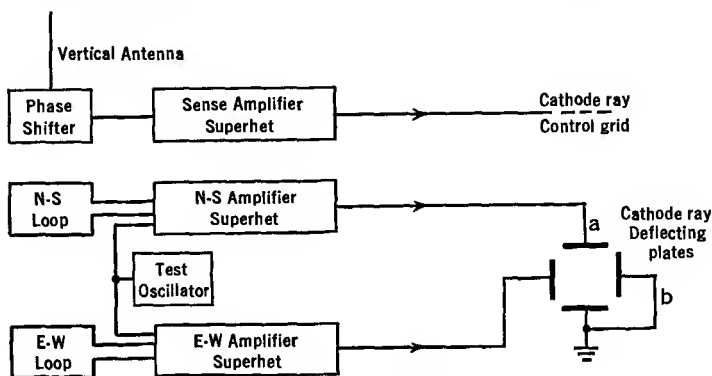 Vertical Antenna
Phase
Shifter
Sense Amplifier
Superhet
Cathode ray
Control grid
N-S
Loop
N-S Amplifier
Superhet
a
Cathode ray
Deflecting
plates
Test
Oscillator
b
E-W
Loop
E-W Amplifier
Superhet